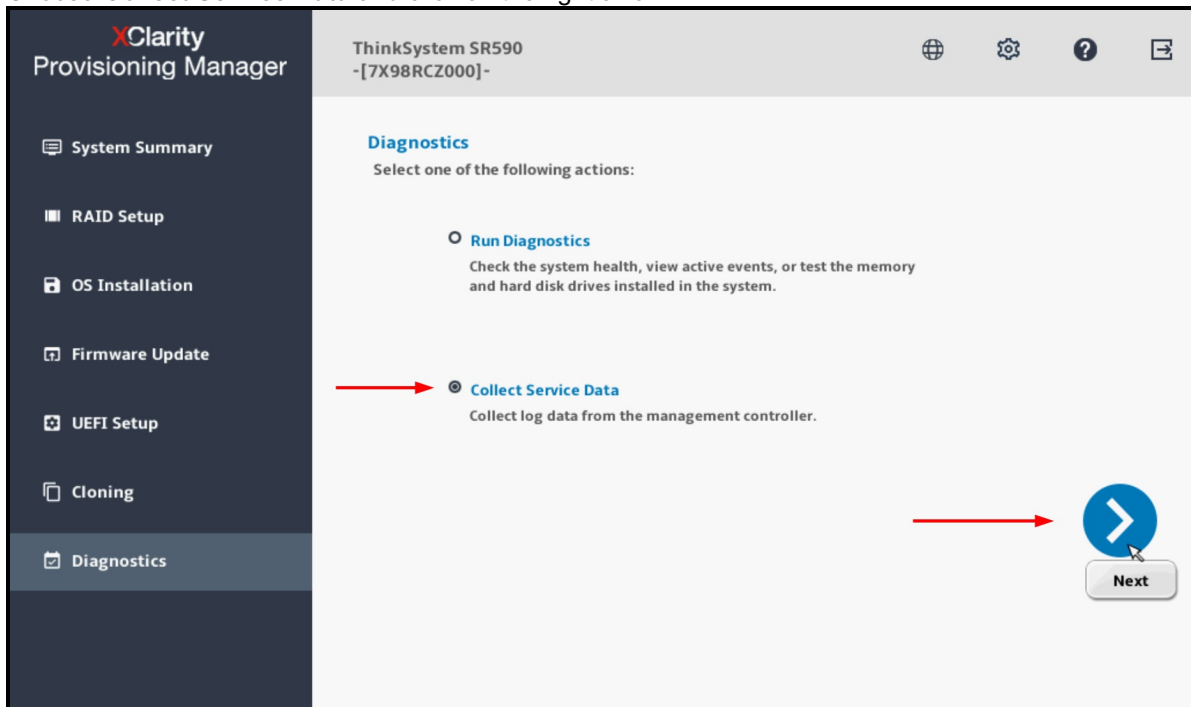 XClarity
Provisioning Manager
System Summary
RAID Setup
OS Installation
Firmware Update
UEFI Setup
Cloning
Diagnostics
ThinkSystem SR590
-[7X98RCZ000]-
Diagnostics
Select one of the following actions:
Run Diagnostics
Check the system health, view active events, or test the memory
and hard disk drives installed in the system.
Collect Service Data
Collect log data from the management controller.
Next